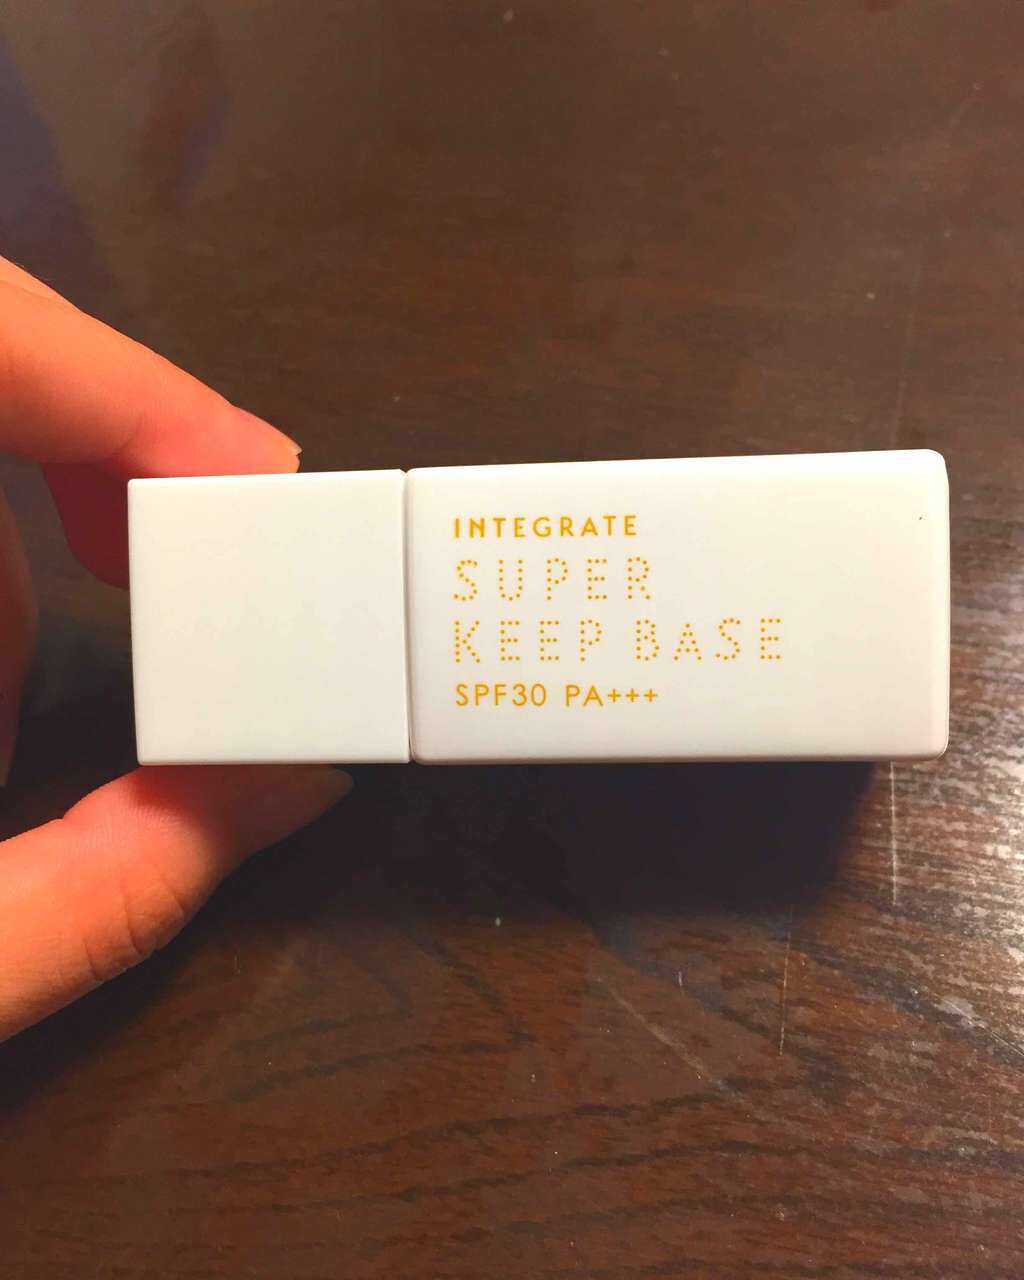 INTEGRATE
SUPER
KEEP BASE
SPF30 PA+++